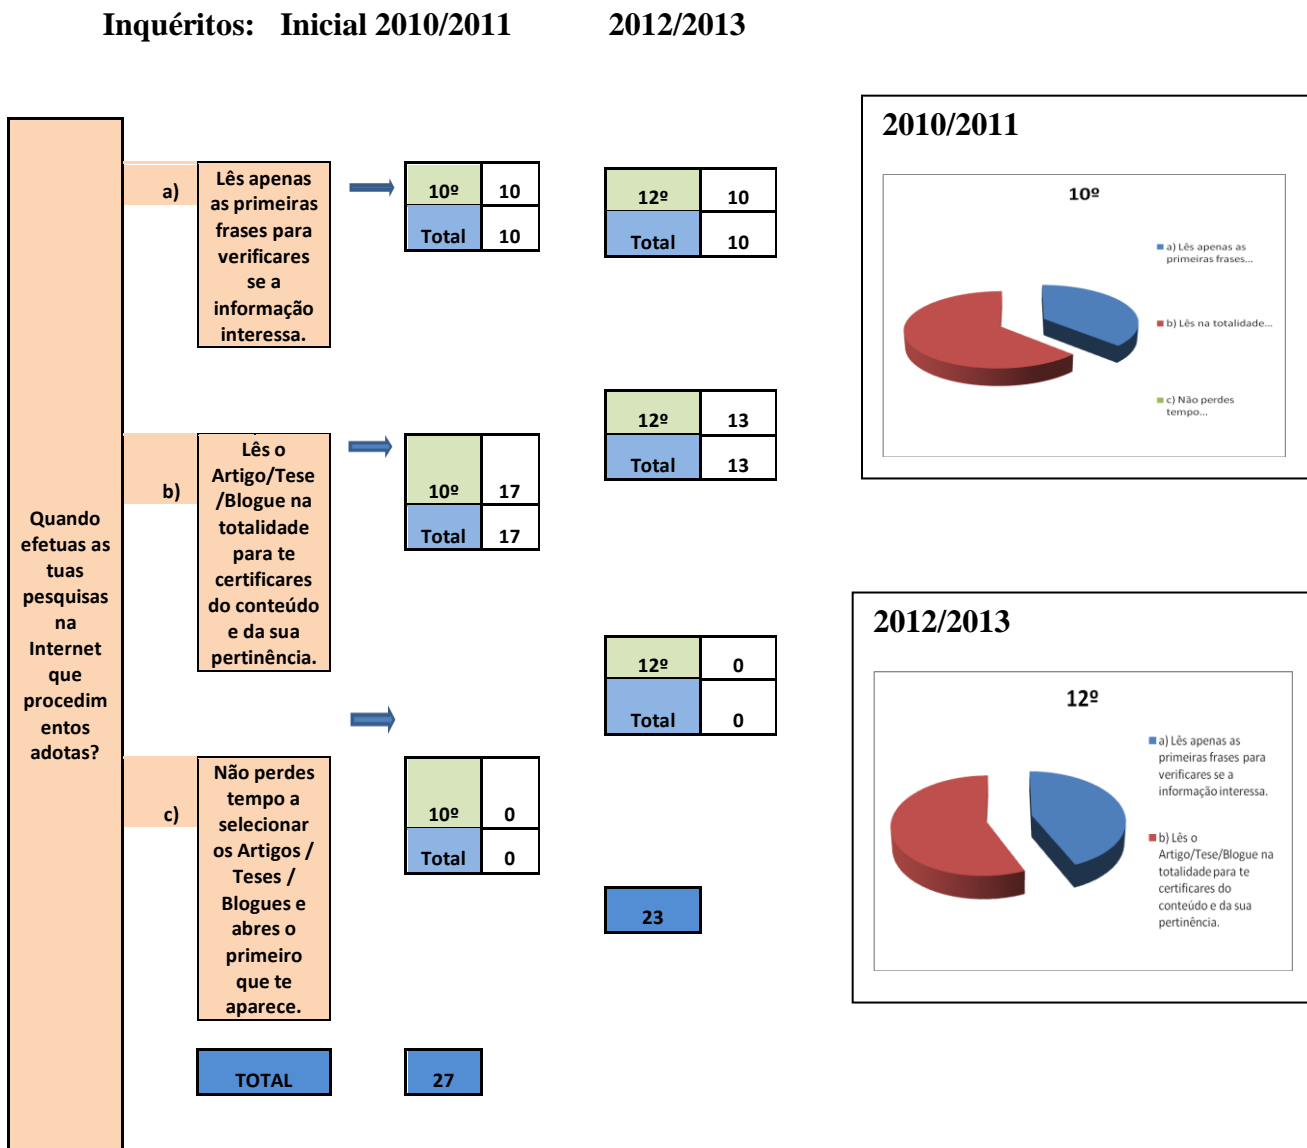 Inquéritos: Inicial 2010/2011 2012/2013
Quando
efetuas as
tuas
pesquisas
na
Internet
que
procedim
entos
adotas?
a)
Lês apenas
as primeiras
frases para
verificares
se a
informação
interessa.
10º 10
Total 10
12º 10
Total 10
b)
Lês o
Artigo/Tese
/Blogue na
totalidade
para te
certificares
do conteúdo
e da sua
pertinência.
10º 17
Total 17
12º 13
Total 13
c)
Não perdes
tempo a
selecionar
os Artigos /
Teses /
Blogues e
abres o
primeiro
que te
aparece.
10º 0
Total 0
12º 0
Total 0
23
TOTAL 27
2010/2011
10º
a) Lês apenas as
primeiras frases...
b) Lês na totalidade...
c) Não perdes
tempo...
2012/2013
12º
a) Lês apenas as
primeiras frases para
verificares se a
informação interessa.
b) Lês o
Artigo/Tese/Blogue na
totalidade para te
certificares do
conteúdo e da sua
pertinência.